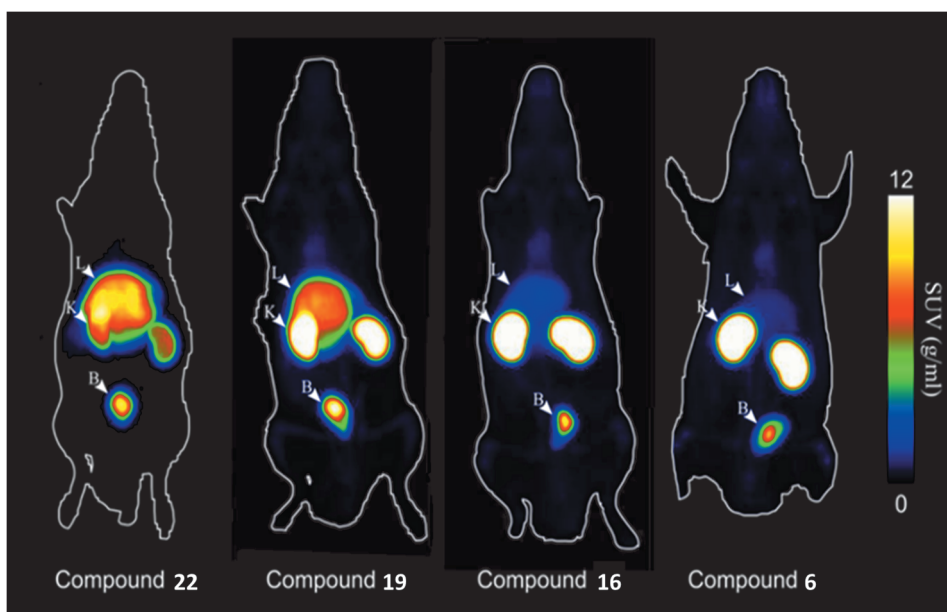 12
SUV (g/ml)
0
L
K
B
L
K
B
L
K
B
L
K
B
Compound 22
Compound 19
Compound 16
Compound 6